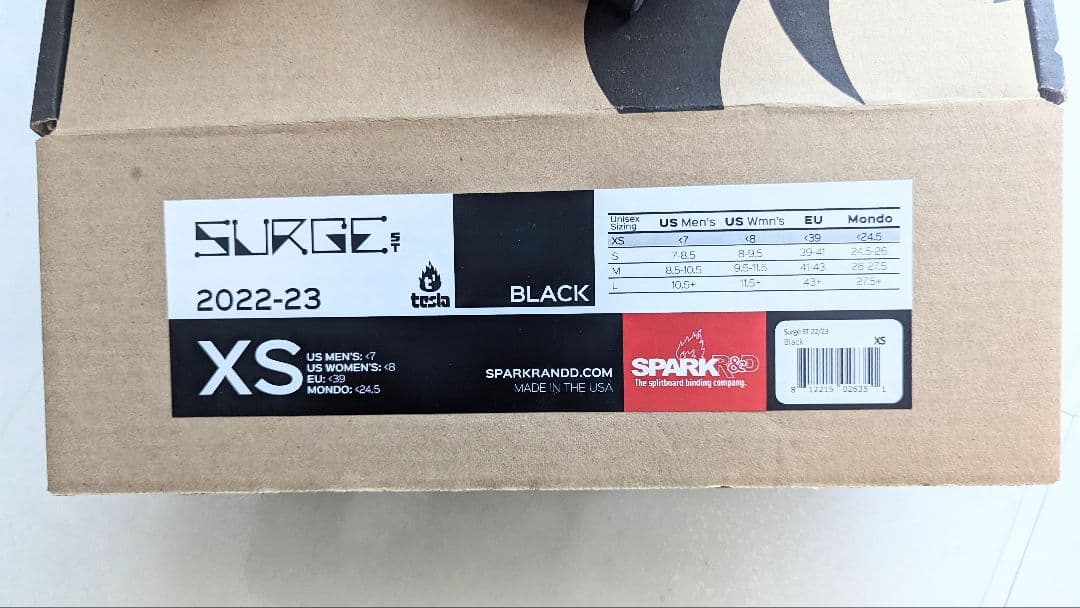 SURGE ST
2022-23
tesla
BLACK
Unisex Sizing US Men's US Wmn's EU Mondo
XS <7 <8 <39 <24.5
S 7-8.5 8-9.5 39-41 24.5-26
M 8.5-10.5 9.5-11.5 41-43 26-27.5
L 10.5+ 11.5+ 43+ 27.5+
XS
US MEN'S: <7
US WOMEN'S: <8
EU: <39
MONDO: <24.5
SPARKRANDD.COM
MADE IN THE USA
SPARK R&D
The splitboard binding company.
Surge ST 22/23
Black XS
8 12215 02635 1